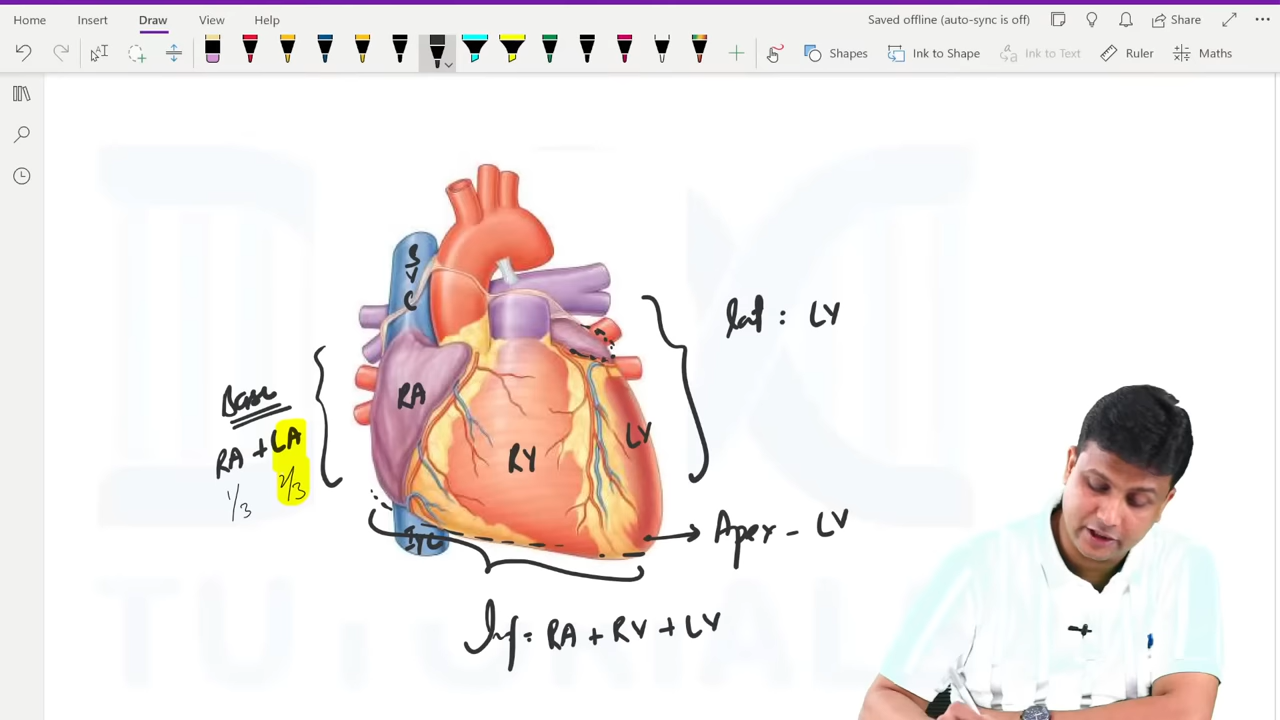 Home Insert Draw View Help Saved offline (auto-sync is off) Share
Shapes Ink to Shape Ink to Text Ruler Maths
SVC
lat : LV
RA
Base
RA + LA
1/3 2/3
RV
LV
IVC
Apex - LV
Inf = RA + RV + LV
TUTORIALS